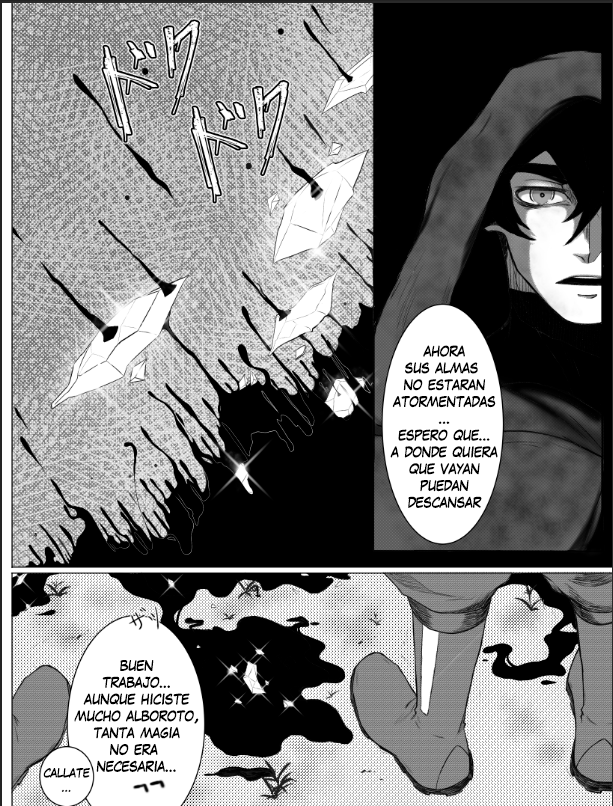 ドクドク
AHORA
SUS ALMAS
NO ESTARAN
ATORMENTADAS
...
ESPERO QUE...
A DONDE QUIERA
QUE VAYAN
PUEDAN
DESCANSAR
BUEN
TRABAJO...
AUNQUE HICISTE
MUCHO ALBOROTO,
TANTA MAGIA
NO ERA
NECESARIA...
¬¬
CALLATE
...